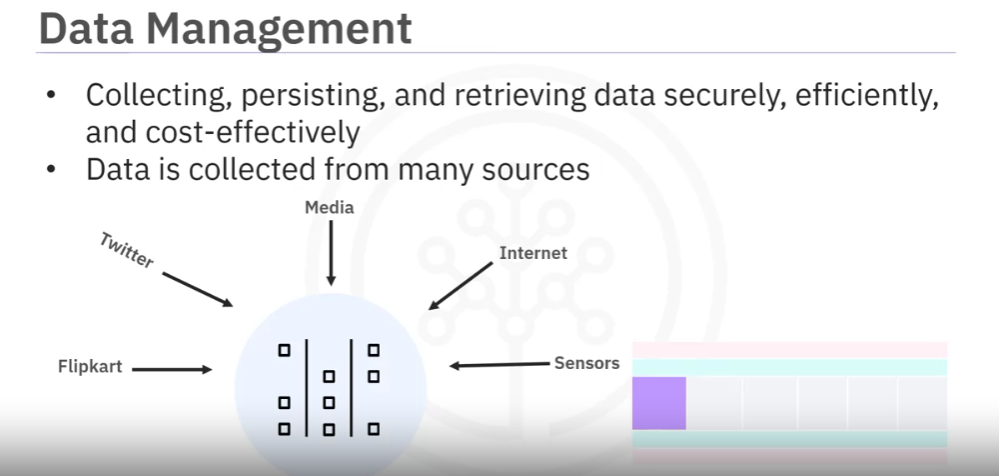 Data Management
• Collecting, persisting, and retrieving data securely, efficiently,
and cost-effectively
• Data is collected from many sources
Media
Twitter
Internet
Flipkart
Sensors